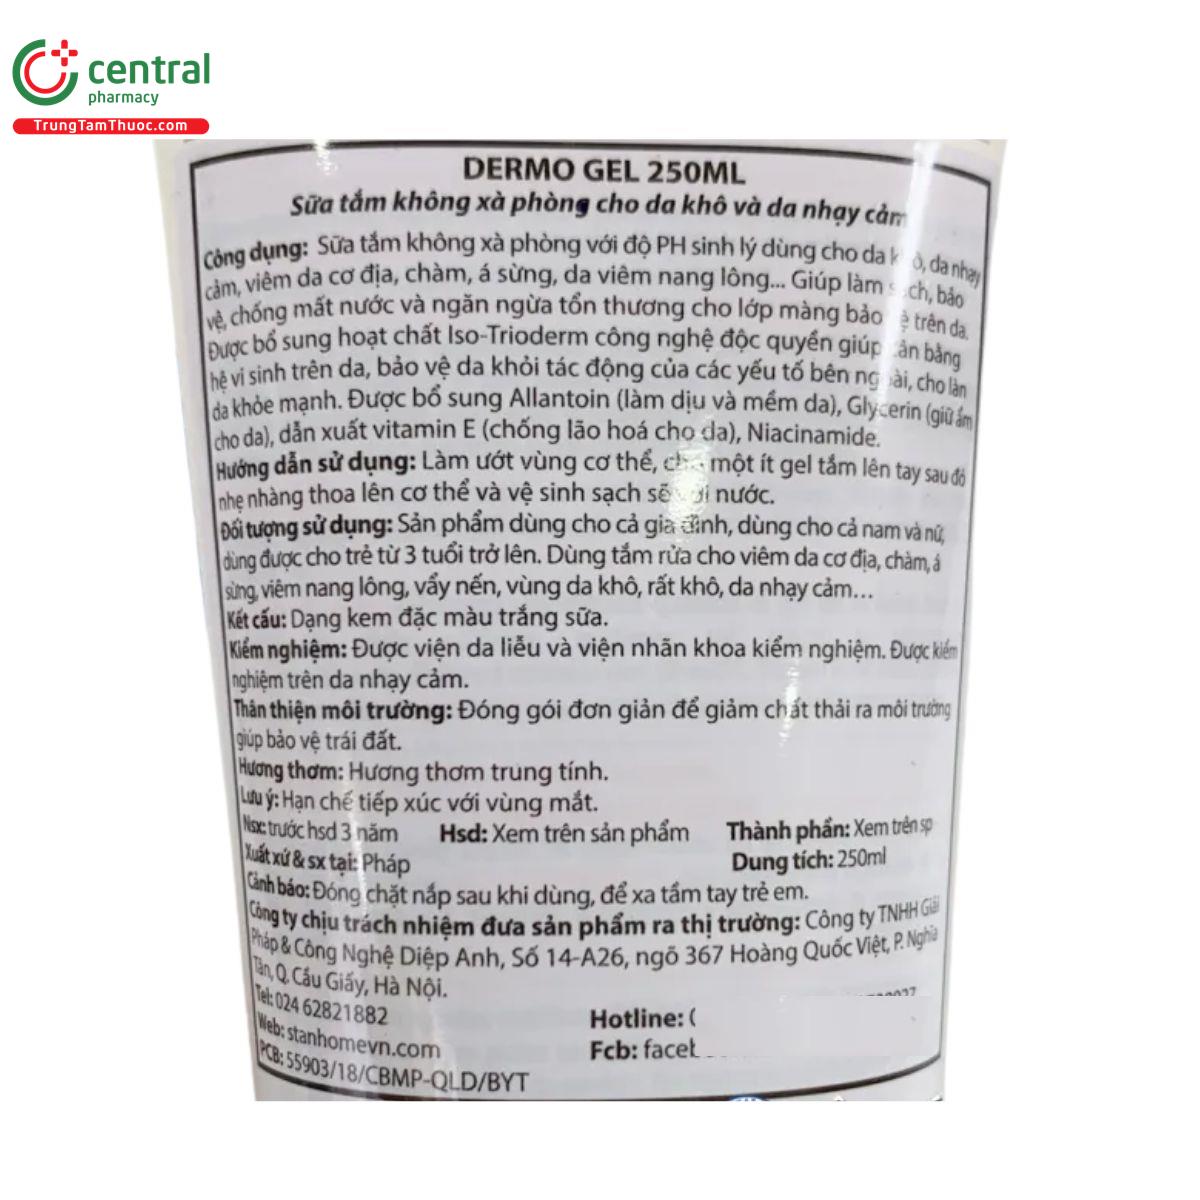 central
pharmacy
TrungTamThuoc.com
DERMO GEL 250ML
Sữa tắm không xà phòng cho da khô và da nhạy cảm
Công dụng: Sữa tắm không xà phòng với độ PH sinh lý dùng cho da khô, da nhạy
cảm, viêm da cơ địa, chàm, á sừng, da viêm nang lông... Giúp làm sạch, bảo
vệ, chống mất nước và ngăn ngừa tổn thương cho lớp màng bảo vệ trên da.
Được bổ sung hoạt chất Iso-Trioderm công nghệ độc quyền giúp cân bằng
hệ vi sinh trên da, bảo vệ da khỏi tác động của các yếu tố bên ngoài, cho làn
da khỏe mạnh. Được bổ sung Allantoin (làm dịu và mềm da), Glycerin (giữ ẩm
cho da), dẫn xuất vitamin E (chống lão hoá cho da), Niacinamide.
Hướng dẫn sử dụng: Làm ướt vùng cơ thể, cho một ít gel tắm lên tay sau đó
nhẹ nhàng thoa lên cơ thể và vệ sinh sạch sẽ với nước.
Đối tượng sử dụng: Sản phẩm dùng cho cả gia đình, dùng cho cả nam và nữ,
dùng được cho trẻ từ 3 tuổi trở lên. Dùng tắm rửa cho viêm da cơ địa, chàm, á
sừng, viêm nang lông, vẩy nến, vùng da khô, rất khô, da nhạy cảm...
Kết cấu: Dạng kem đặc màu trắng sữa.
Kiểm nghiệm: Được viện da liễu và viện nhãn khoa kiểm nghiệm. Được kiểm
nghiệm trên da nhạy cảm.
Thân thiện môi trường: Đóng gói đơn giản để giảm chất thải ra môi trường
giúp bảo vệ trái đất.
Hương thơm: Hương thơm trung tính.
Lưu ý: Hạn chế tiếp xúc với vùng mắt.
Nsx: trước hsd 3 năm Hsd: Xem trên sản phẩm Thành phần: Xem trên sp
Xuất xứ & sx tại: Pháp Dung tích: 250ml
Cảnh báo: Đóng chặt nắp sau khi dùng, để xa tầm tay trẻ em.
Công ty chịu trách nhiệm đưa sản phẩm ra thị trường: Công ty TNHH Giải
Pháp & Công Nghệ Diệp Anh, Số 14-A26, ngõ 367 Hoàng Quốc Việt, P. Nghĩa
Tân, Q. Cầu Giấy, Hà Nội.
Tel: 024 62821882 Hotline:
Web: stanhomevn.com Fcb:
PCB: 55903/18/CBMP-QLD/BYT